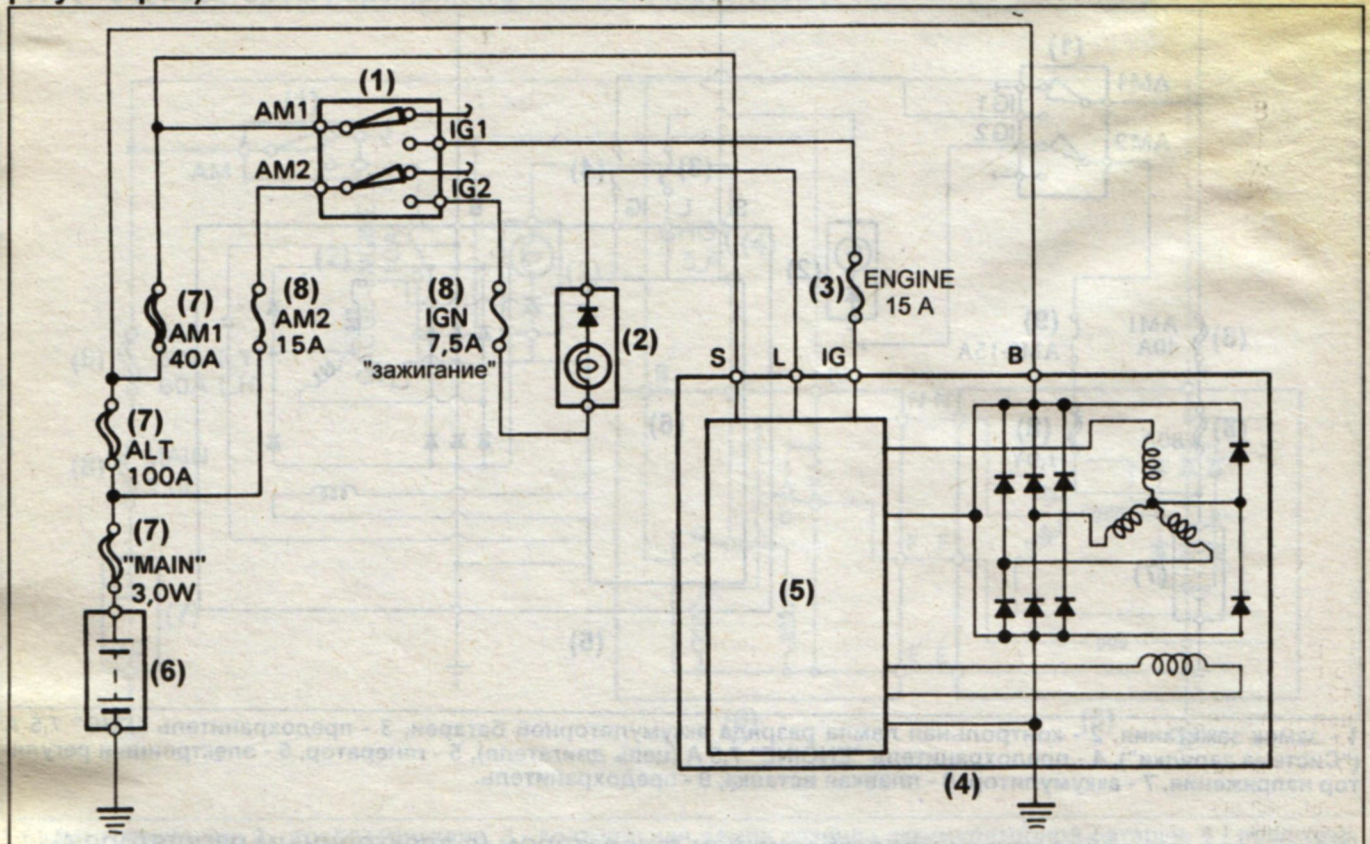 (1)
AM1
IG1
AM2
IG2
(7)
AM1
40A
(8)
AM2
15A
(8)
IGN
7,5A
"зажигание"
(2)
(3)
ENGINE
15 A
S
L
IG
B
(7)
ALT
100A
(7)
"MAIN"
3,0W
(5)
(6)
(4)